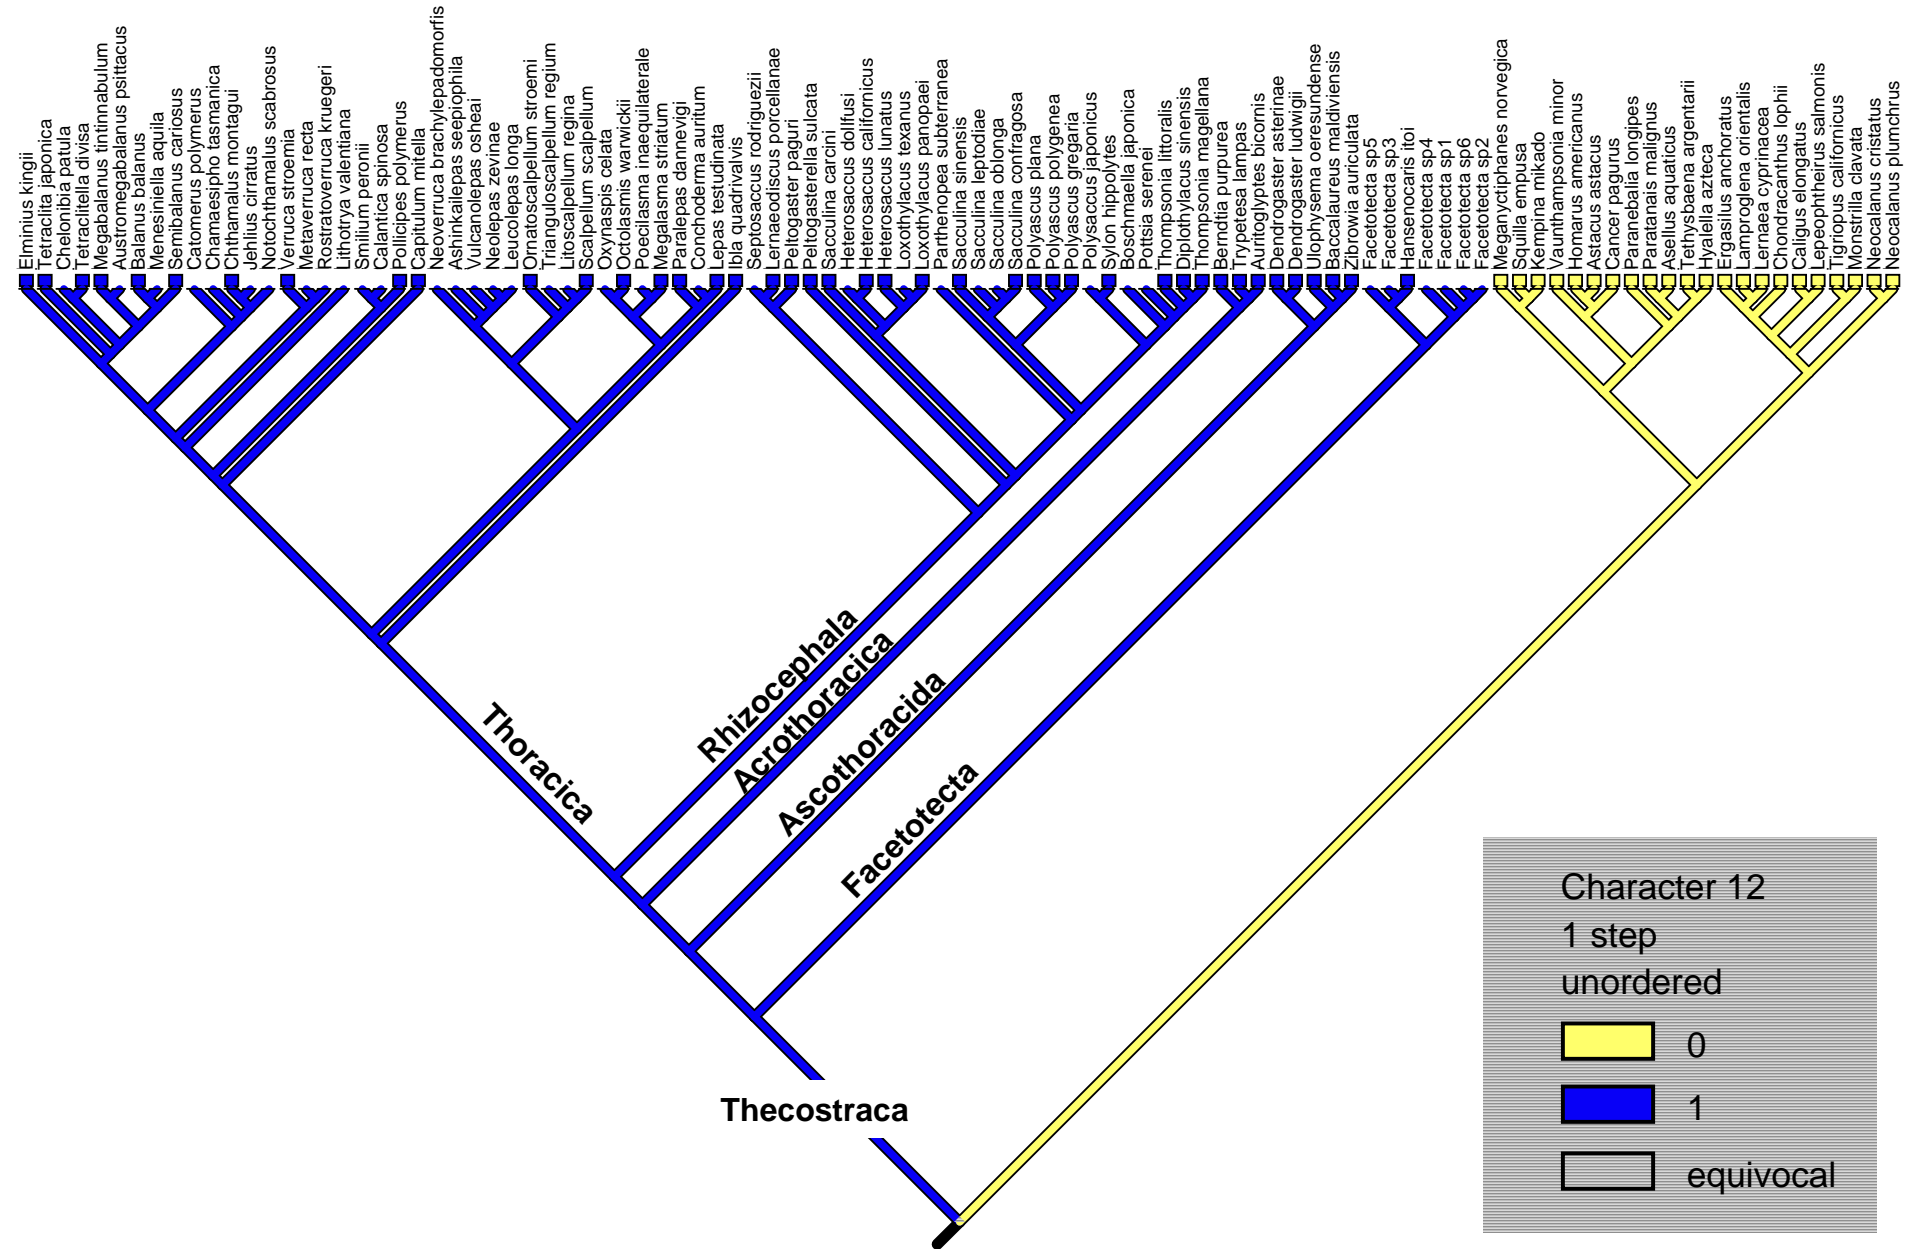 Elminius kingii
Tetraclita japonica
Chelonibia patula
Tetraclitella divisa
Megabalanus tintinnabulum
Austromegabalanus psittacus
Balanus balanus
Menesiniella aquila
Semibalanus cariosus
Catomerus polymerus
Chamaesipho tasmanica
Chthamalus montagui
Jehlius cirratus
Notochthamalus scabrosus
Verruca stroemia
Metaverruca recta
Rostratoverruca kruegeri
Lithotrya valentiana
Smilium peronii
Calantica spinosa
Pollicipes polymerus
Capitulum mitella
Neoverruca brachylepadomorfis
Ashinkailepas seepiophila
Vulcanolepas osheai
Neolepas zevinae
Leucolepas longa
Ornatoscalpellum stroemi
Trianguloscalpellum regium
Litoscalpellum regina
Scalpellum scalpellum
Oxynaspis celata
Octolasmis warwickii
Poecilasma inaequilaterale
Megalasma striatum
Paralepas dannevigi
Conchoderma auritum
Lepas testudinata
Ibla quadrivalvis
Septosaccus rodriguezii
Lernaeodiscus porcellanae
Peltogaster paguri
Peltogasterella sulcata
Sacculina carcini
Heterosaccus dolfusi
Heterosaccus californicus
Heterosaccus lunatus
Loxothylacus texanus
Loxothylacus panopaei
Parthenopea subterranea
Sacculina sinensis
Sacculina leptodiae
Sacculina oblonga
Sacculina confragosa
Polyascus plana
Polyascus polygenea
Polyascus gregaria
Polysaccus japonicus
Sylon hippolytes
Boschmaella japonica
Pottsia serenei
Thompsonia littoralis
Diplothylacus sinensis
Thompsonia magellana
Berndtia purpurea
Trypetesa lampas
Auritoglyptes bicornis
Dendrogaster asterinae
Dendrogaster ludwigii
Ulophysema oeresundense
Baccalaureus maldiviensis
Zibrowia auriculata
Facetotecta sp5
Facetotecta sp3
Hansenocaris itoi
Facetotecta sp4
Facetotecta sp1
Facetotecta sp6
Facetotecta sp2
Meganyctiphanes norvegica
Squilla empusa
Kempina mikado
Vaunthampsonia minor
Homarus americanus
Astacus astacus
Cancer pagurus
Paranebalia longipes
Paratanais malignus
Asellus aquaticus
Tethysbaena argentarii
Hyalella azteca
Ergasilus anchoratus
Lamproglena orientalis
Lernaea cyprinacea
Chondracanthus lophii
Caligus elongatus
Lepeophtheirus salmonis
Tigriopus californicus
Monstrilla clavata
Neocalanus cristatus
Neocalanus plumchrus
Thoracica
Rhizocephala
Acrothoracica
Ascothoracida
Facetotecta
Thecostraca
Character 12
1 step
unordered
0
1
equivocal